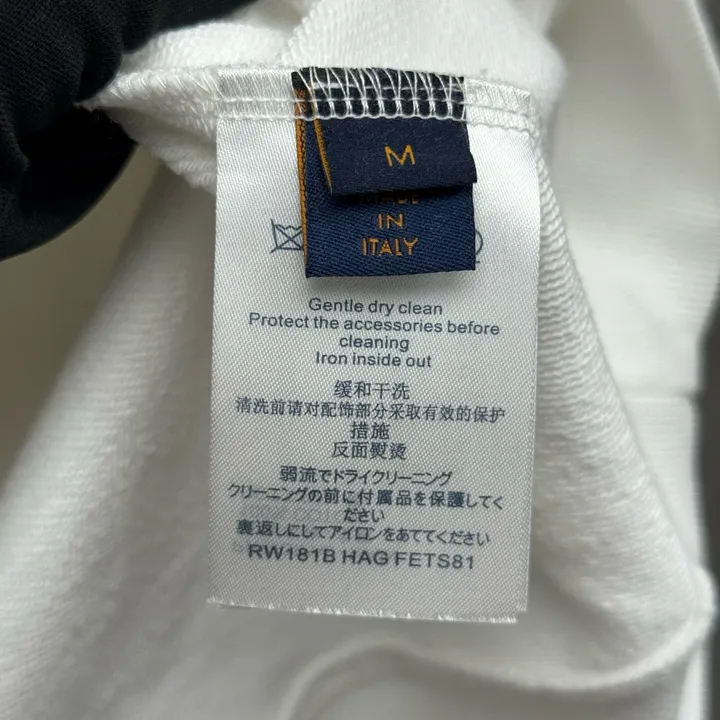 M
MADE
IN
ITALY
Gentle dry clean
Protect the accessories before
cleaning
Iron inside out
缓和干洗
清洗前请对配饰部分采取有效的保护
措施
反面熨烫
弱流でドライクリーニング
クリーニングの前に付属品を保護してく
ださい
裏返しにしてアイロンをあててください
RW181B HAG FETS81